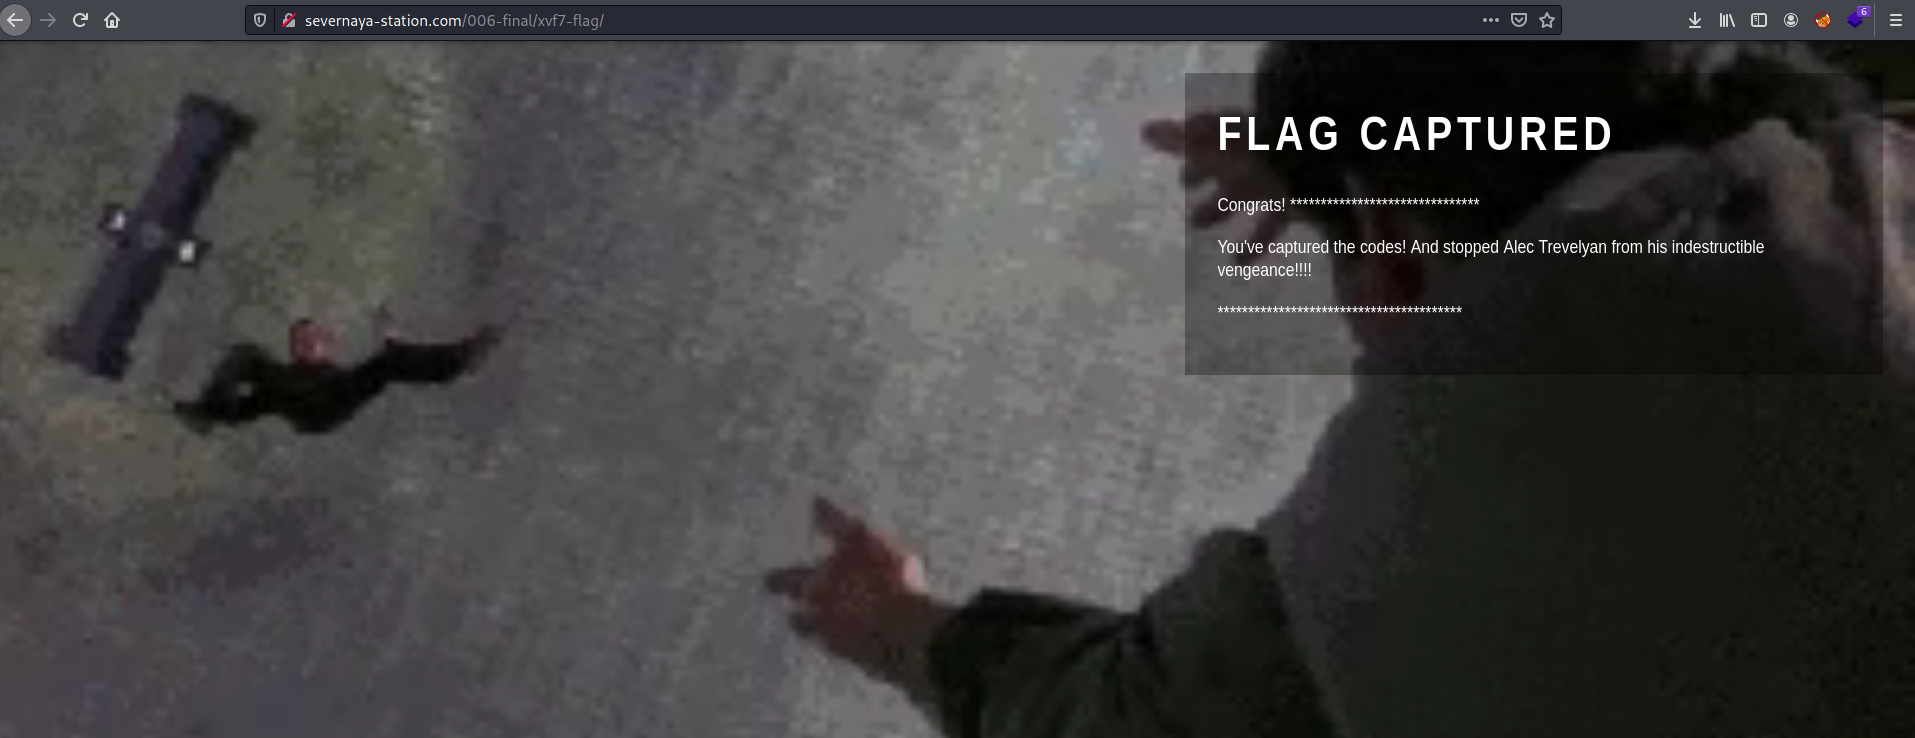 severnaya-station.com/006-final/xvf7-flag/
6
FLAG CAPTURED
Congrats! *******************************
You've captured the codes! And stopped Alec Trevelyan from his indestructible
vengeance!!!!
****************************************